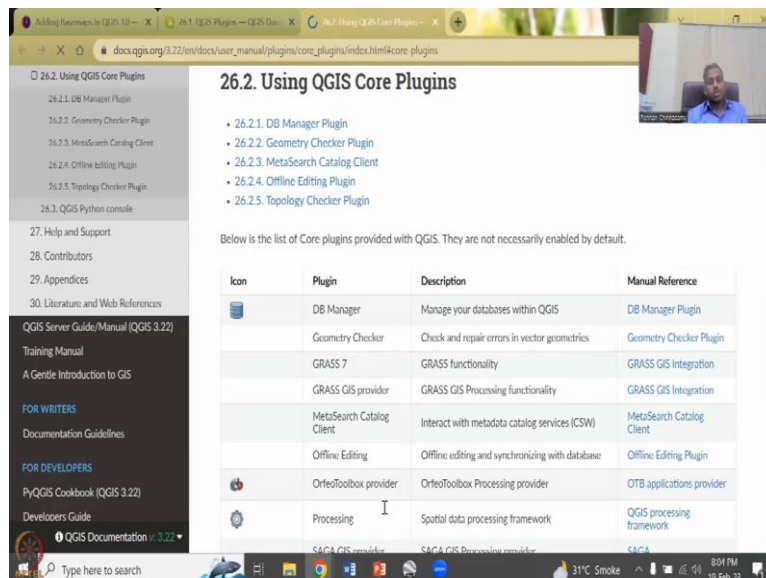 Adding Basemaps in QGIS 3.0 —
26.1. QGIS Plugins — QGIS Doc
26.2. Using QGIS Core Plugins —
docs.qgis.org/3.22/en/docs/user_manual/plugins/core_plugins/index.html#core-plugins
26.2. Using QGIS Core Plugins
26.2.1. DB Manager Plugin
26.2.2. Geometry Checker Plugin
26.2.3. MetaSearch Catalog Client
26.2.4. Offline Editing Plugin
26.2.5. Topology Checker Plugin
26.3. QGIS Python console
27. Help and Support
28. Contributors
29. Appendices
30. Literature and Web References
QGIS Server Guide/Manual (QGIS 3.22)
Training Manual
A Gentle Introduction to GIS
FOR WRITERS
Documentation Guidelines
FOR DEVELOPERS
PyQGIS Cookbook (QGIS 3.22)
Developers Guide
QGIS Documentation v: 3.22
26.2. Using QGIS Core Plugins
• 26.2.1. DB Manager Plugin
• 26.2.2. Geometry Checker Plugin
• 26.2.3. MetaSearch Catalog Client
• 26.2.4. Offline Editing Plugin
• 26.2.5. Topology Checker Plugin
Below is the list of Core plugins provided with QGIS. They are not necessarily enabled by default.
Icon Plugin Description Manual Reference
DB Manager Manage your databases within QGIS DB Manager Plugin
Geometry Checker Check and repair errors in vector geometries Geometry Checker Plugin
GRASS 7 GRASS functionality GRASS GIS Integration
GRASS GIS provider GRASS GIS Processing functionality GRASS GIS Integration
MetaSearch Catalog Client Interact with metadata catalog services (CSW) MetaSearch Catalog Client
Offline Editing Offline editing and synchronizing with database Offline Editing Plugin
OrfeoToolbox provider OrfeoToolbox Processing provider OTB applications provider
Processing Spatial data processing framework QGIS processing framework
SAGA GIS provider SAGA GIS Processing provider SAGA
NPTEL
Type here to search
31°C Smoke
8:01 PM
19-Feb-23